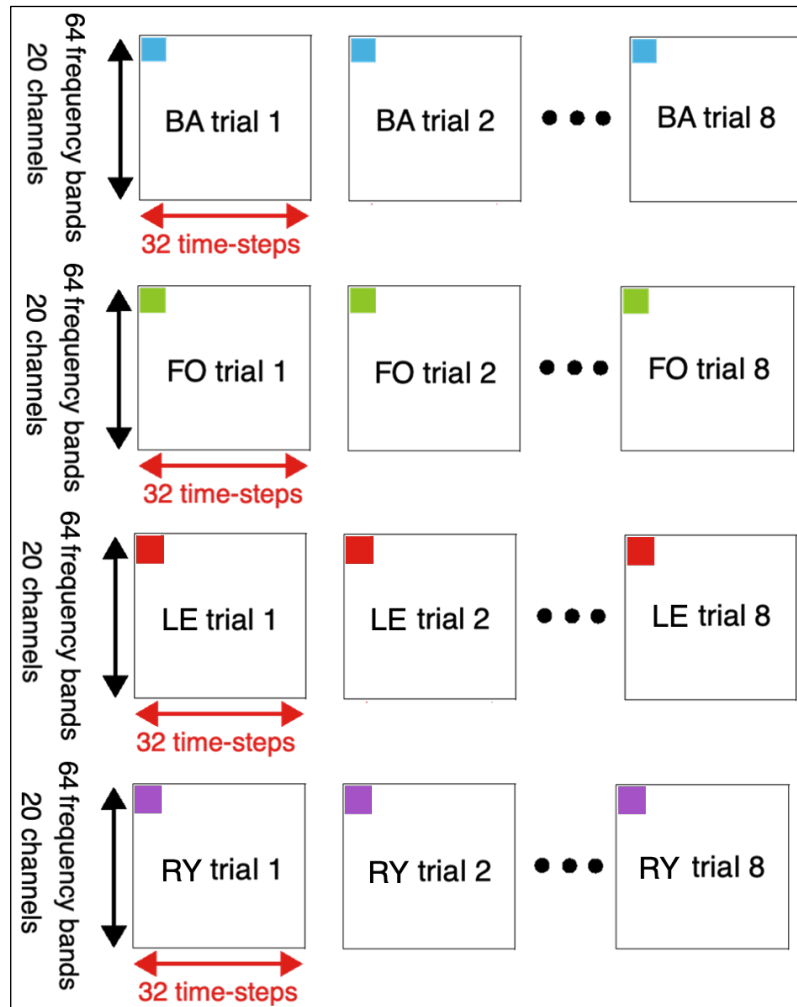 64 frequency bands
20 channels
BA trial 1
BA trial 2
BA trial 8
32 time-steps
64 frequency bands
20 channels
FO trial 1
FO trial 2
FO trial 8
32 time-steps
64 frequency bands
20 channels
LE trial 1
LE trial 2
LE trial 8
32 time-steps
64 frequency bands
20 channels
RY trial 1
RY trial 2
RY trial 8
32 time-steps